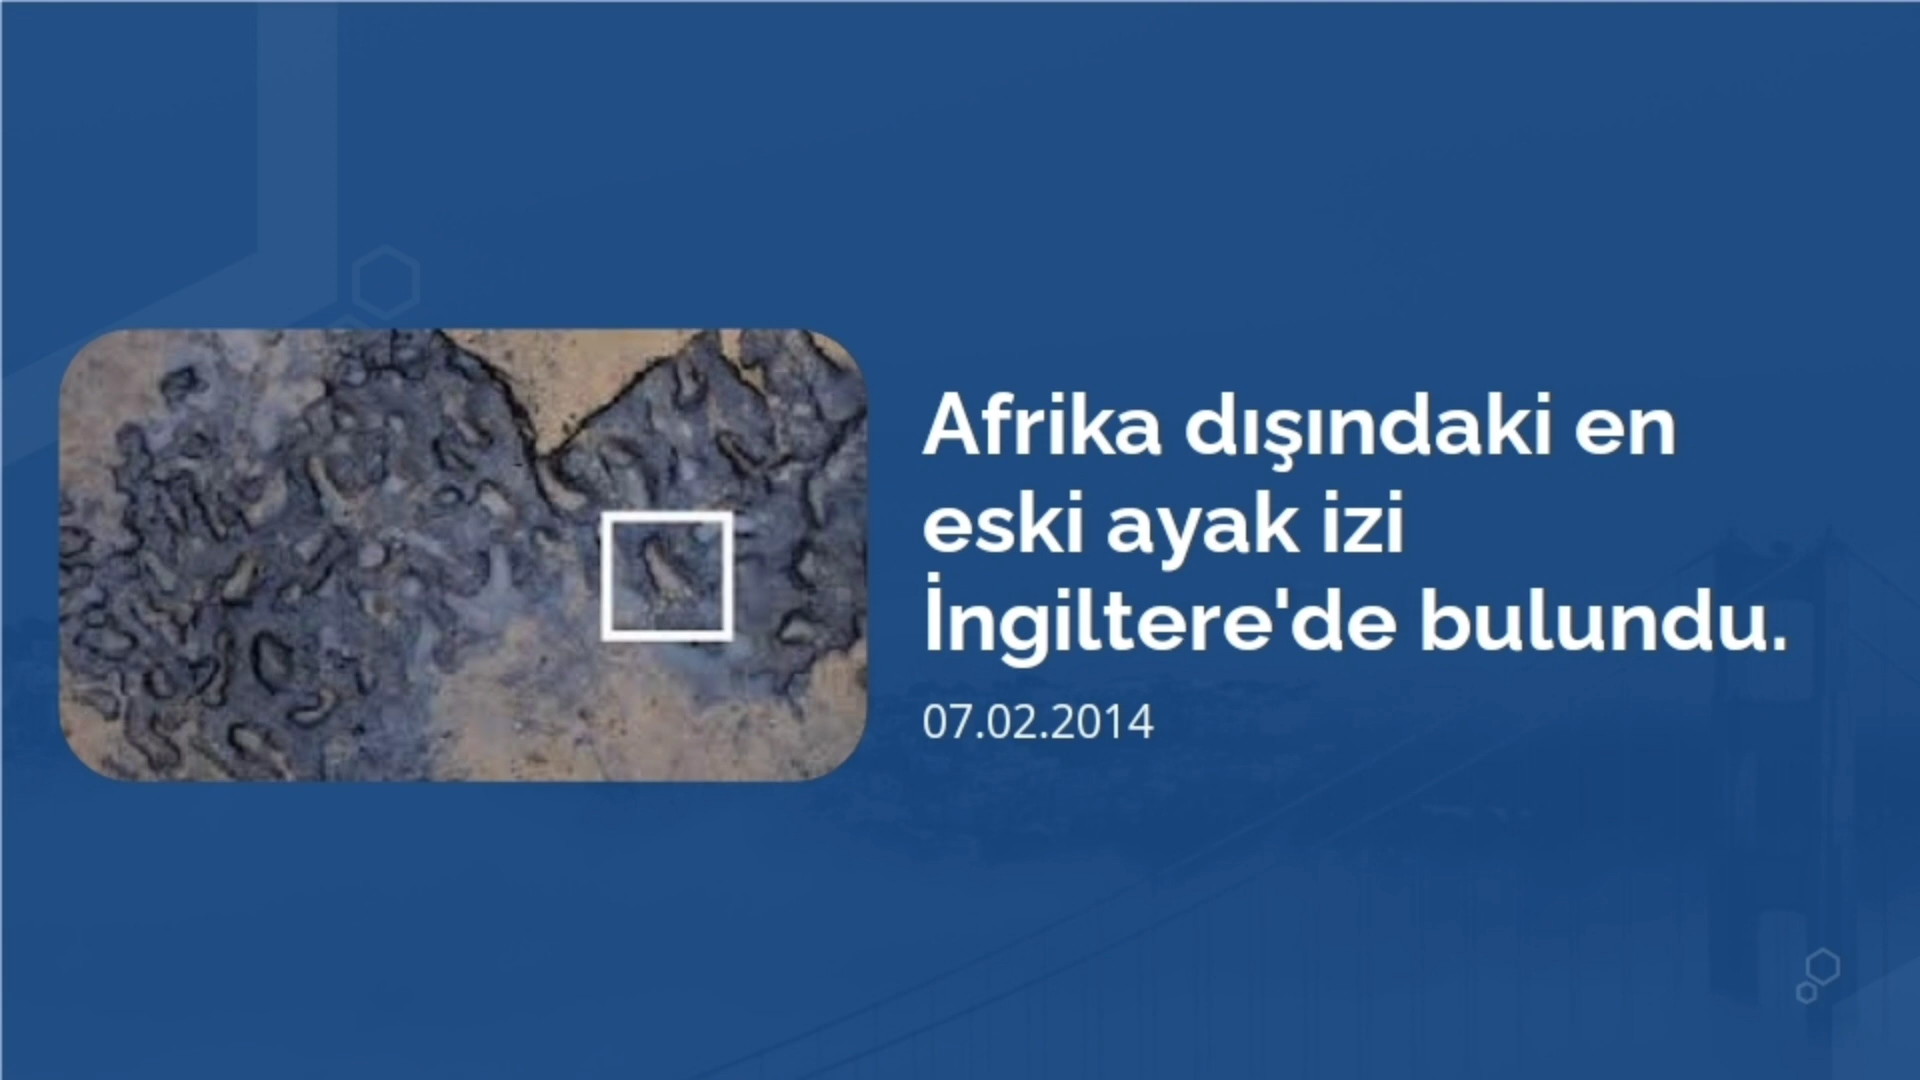 Afrika dışındaki en
eski ayak izi
İngiltere'de bulundu.
07.02.2014